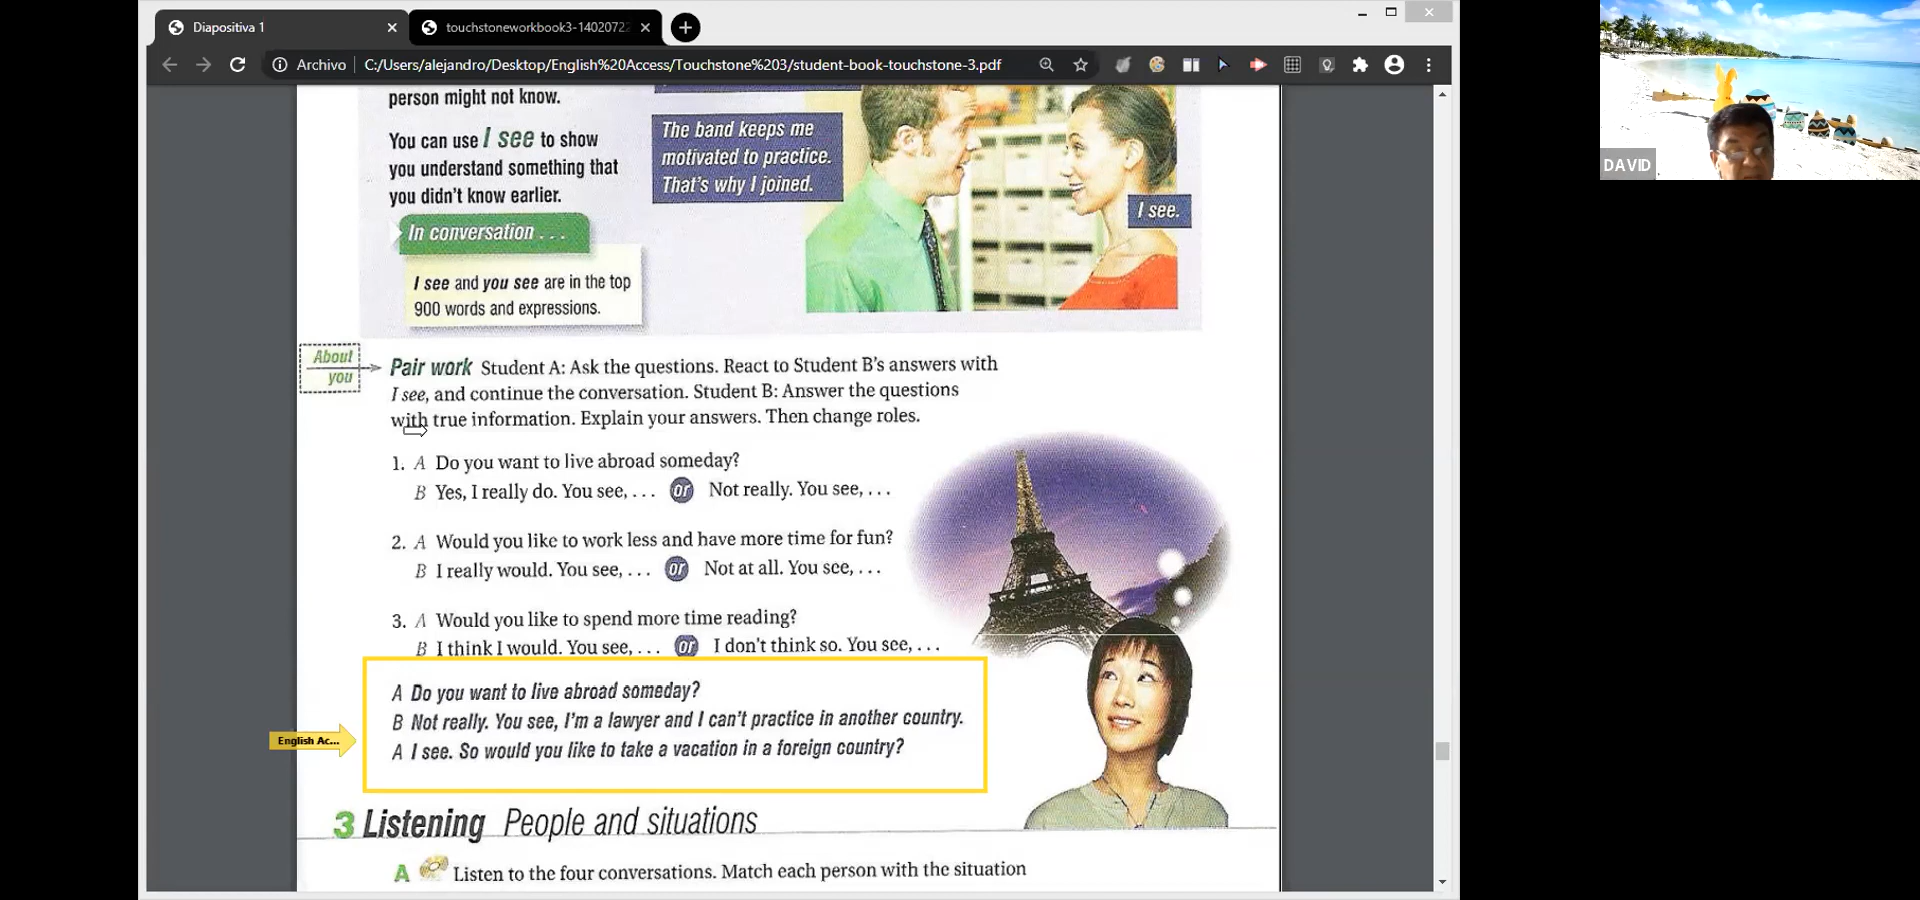 Diapositiva 1
touchstoneworkbook3-14020722
Archivo
C:/Users/alejandro/Desktop/English%20Access/Touchstone%203/student-book-touchstone-3.pdf
DAVID
person might not know.
You can use I see to show
you understand something that
you didn't know earlier.
The band keeps me
motivated to practice.
That's why I joined.
I see.
In conversation . . .
I see and you see are in the top
900 words and expressions.
About
you
Pair work Student A: Ask the questions. React to Student B's answers with
I see, and continue the conversation. Student B: Answer the questions
with true information. Explain your answers. Then change roles.
1. A Do you want to live abroad someday?
B Yes, I really do. You see, . . . or Not really. You see, . . .
2. A Would you like to work less and have more time for fun?
B I really would. You see, . . . or Not at all. You see, . . .
3. A Would you like to spend more time reading?
B I think I would. You see, . . . or I don't think so. You see, . . .
A Do you want to live abroad someday?
B Not really. You see, I'm a lawyer and I can't practice in another country.
English Ac...
A I see. So would you like to take a vacation in a foreign country?
3 Listening People and situations
A Listen to the four conversations. Match each person with the situation